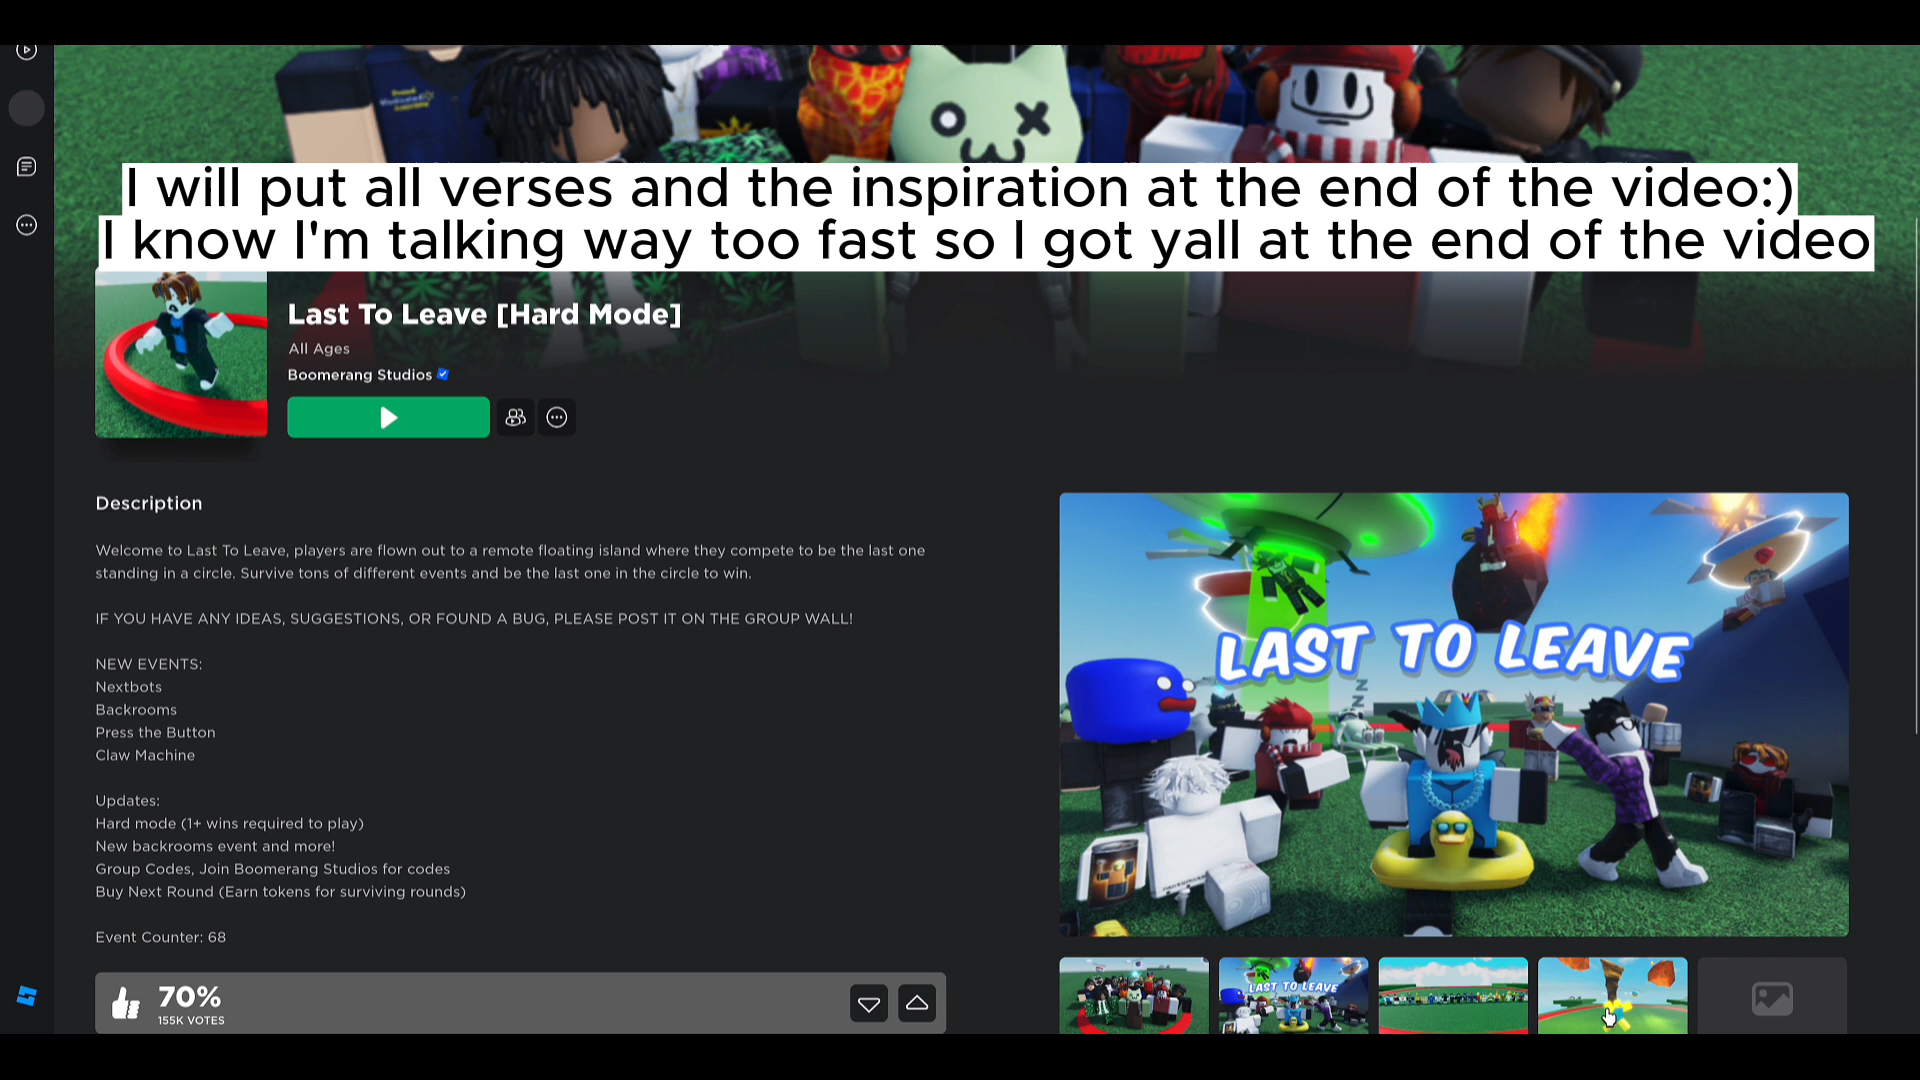 I will put all verses and the inspiration at the end of the video:)
I know I'm talking way too fast so I got yall at the end of the video
Last To Leave [Hard Mode]
All Ages
Boomerang Studios
Description
Welcome to Last To Leave, players are flown out to a remote floating island where they compete to be the last one
standing in a circle. Survive tons of different events and be the last one in the circle to win.
IF YOU HAVE ANY IDEAS, SUGGESTIONS, OR FOUND A BUG, PLEASE POST IT ON THE GROUP WALL!
NEW EVENTS:
Nextbots
Backrooms
Press the Button
Claw Machine
Updates:
Hard mode (1+ wins required to play)
New backrooms event and more!
Group Codes, Join Boomerang Studios for codes
Buy Next Round (Earn tokens for surviving rounds)
Event Counter: 68
70%
155K VOTES
LAST TO LEAVE
LAST TO LEAVE